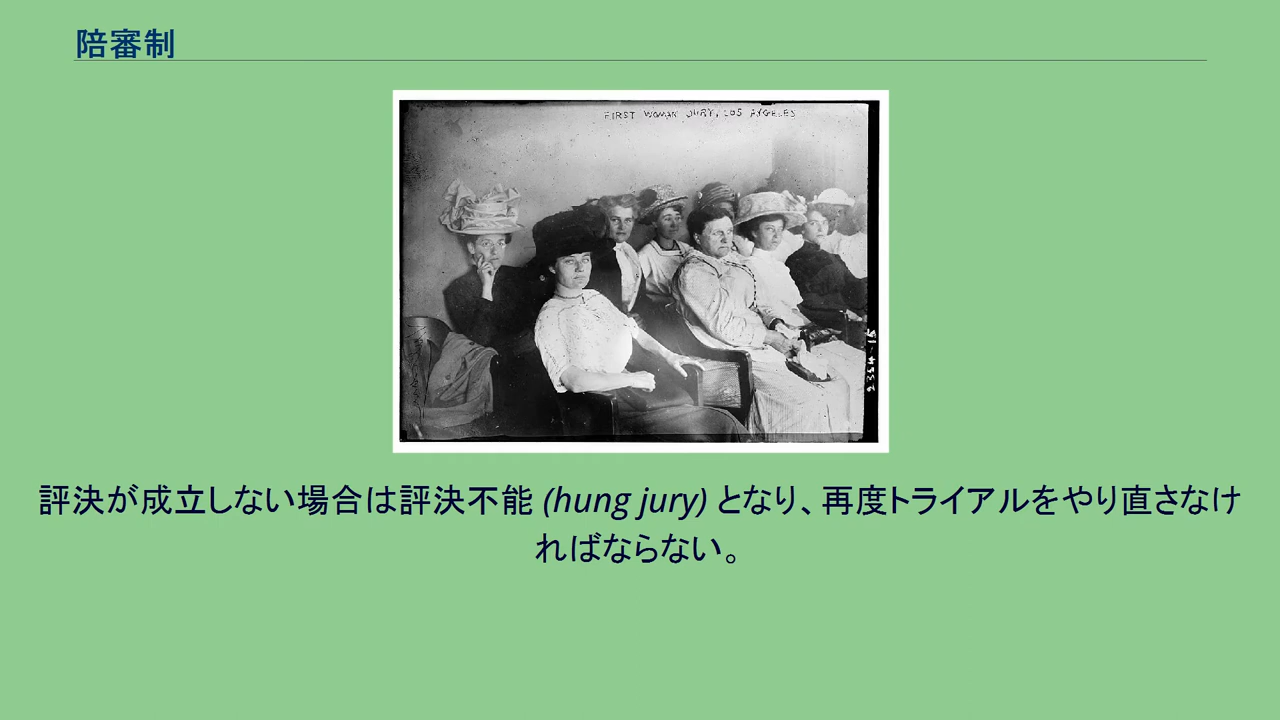 陪審制
FIRST WOMAN JURY, LOS ANGELES
2354-15
評決が成立しない場合は評決不能 (hung jury) となり、再度トライアルをやり直さなけ
ればならない。